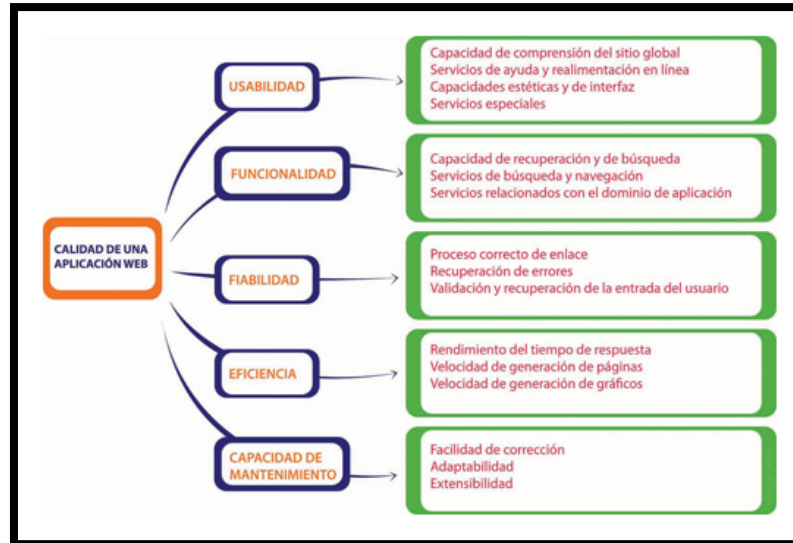 CALIDAD DE UNA
APLICACIÓN WEB
USABILIDAD
Capacidad de comprensión del sitio global
Servicios de ayuda y realimentación en línea
Capacidades estéticas y de interfaz
Servicios especiales
FUNCIONALIDAD
Capacidad de recuperación y de búsqueda
Servicios de búsqueda y navegación
Servicios relacionados con el dominio de aplicación
FIABILIDAD
Proceso correcto de enlace
Recuperación de errores
Validación y recuperación de la entrada del usuario
EFICIENCIA
Rendimiento del tiempo de respuesta
Velocidad de generación de páginas
Velocidad de generación de gráficos
CAPACIDAD DE
MANTENIMIENTO
Facilidad de corrección
Adaptabilidad
Extensibilidad